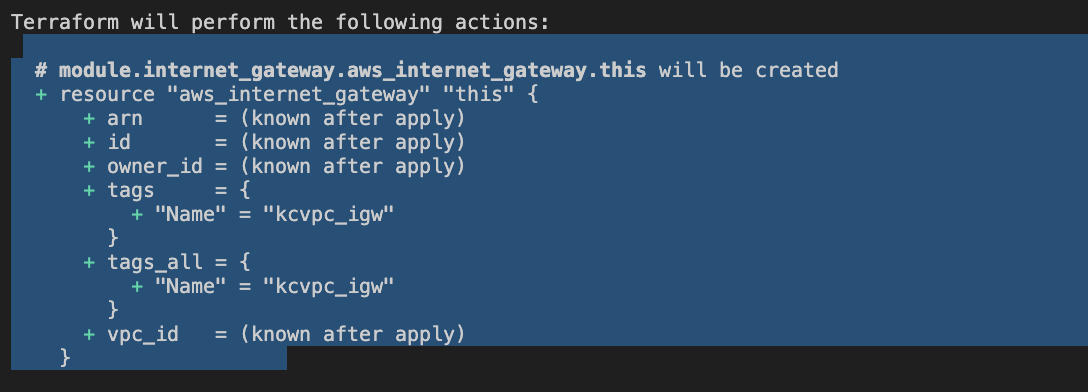 Terraform will perform the following actions:
# module.internet_gateway.aws_internet_gateway.this will be created
+ resource "aws_internet_gateway" "this" {
+ arn      = (known after apply)
+ id       = (known after apply)
+ owner_id = (known after apply)
+ tags     = {
+ "Name" = "kcvpc_igw"
}
+ tags_all = {
+ "Name" = "kcvpc_igw"
}
+ vpc_id   = (known after apply)
}